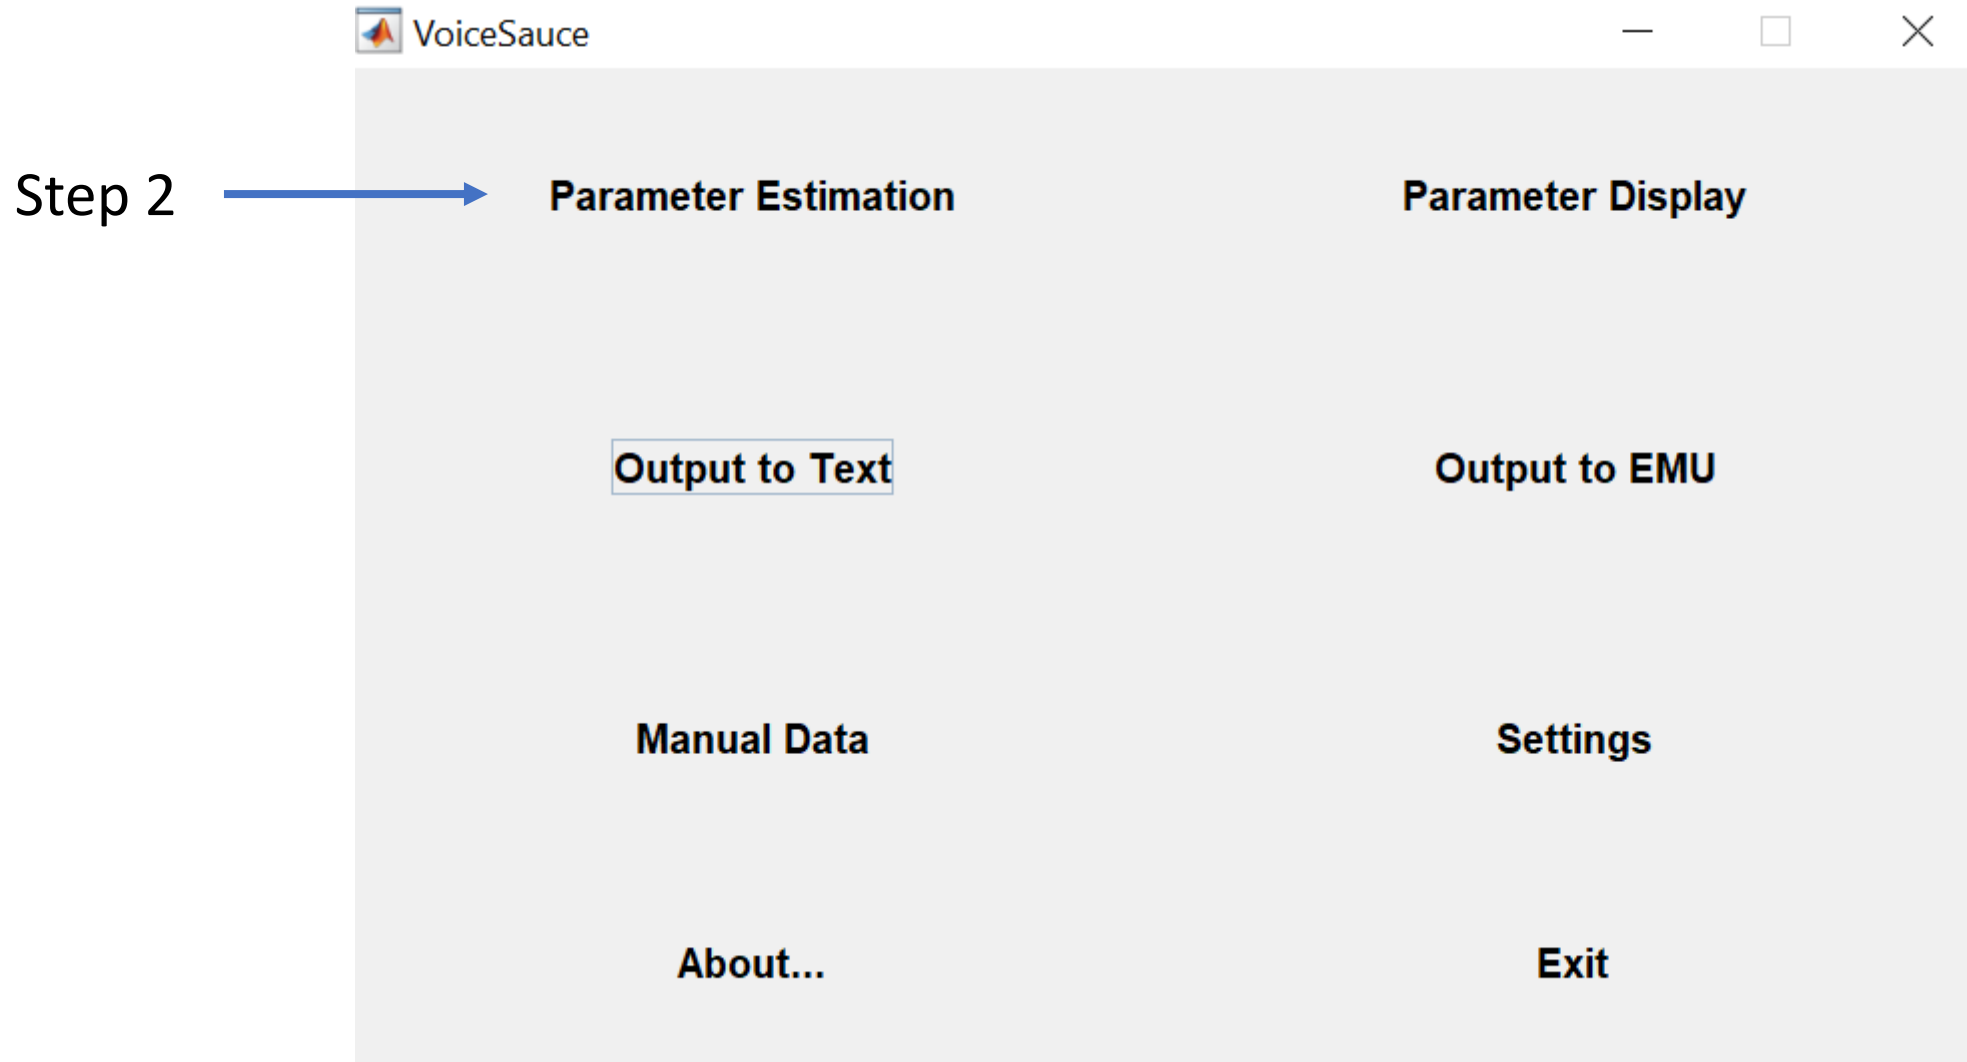 VoiceSauce
Step 2
Parameter Estimation
Parameter Display
Output to Text
Output to EMU
Manual Data
Settings
About...
Exit